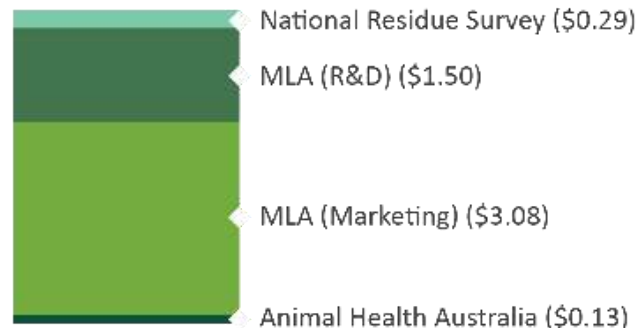 National Residue Survey ($0.29)
MLA (R&D) ($1.50)
MLA (Marketing) ($3.08)
Animal Health Australia ($0.13)